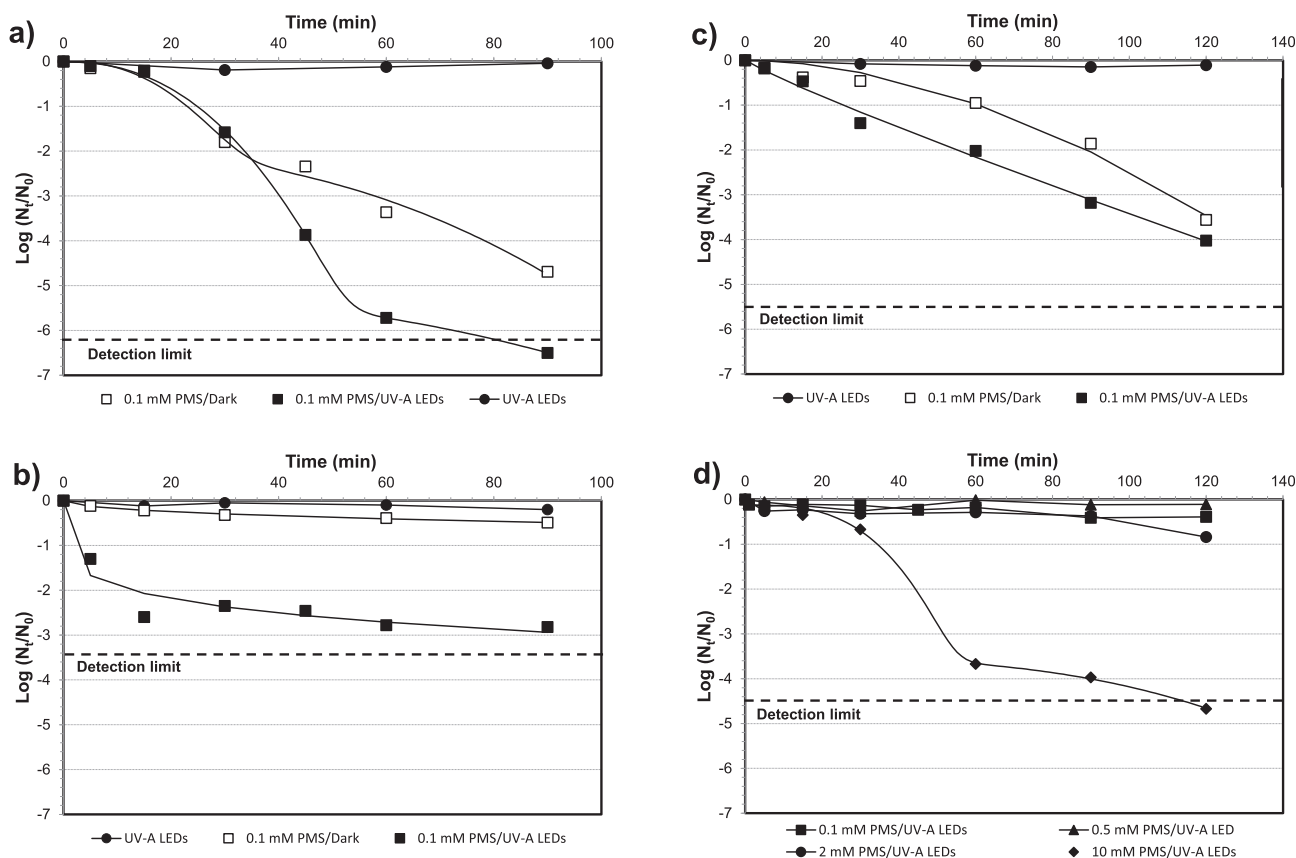 a)
Time (min)
0 20 40 60 80 100
0
-1
-2
-3
-4
-5
-6
-7
Log (Nt/N0)
Detection limit
0.1 mM PMS/Dark 0.1 mM PMS/UV-A LEDs UV-A LEDs
c)
Time (min)
0 20 40 60 80 100 120 140
0
-1
-2
-3
-4
-5
-6
-7
Log (Nt/N0)
Detection limit
UV-A LEDs 0.1 mM PMS/Dark 0.1 mM PMS/UV-A LEDs
b)
Time (min)
0 20 40 60 80 100
0
-1
-2
-3
-4
-5
-6
-7
Log (Nt/N0)
Detection limit
UV-A LEDs 0.1 mM PMS/Dark 0.1 mM PMS/UV-A LEDs
d)
Time (min)
0 20 40 60 80 100 120 140
0
-1
-2
-3
-4
-5
-6
-7
Log (Nt/N0)
Detection limit
0.1 mM PMS/UV-A LEDs 0.5 mM PMS/UV-A LED
2 mM PMS/UV-A LEDs 10 mM PMS/UV-A LEDs